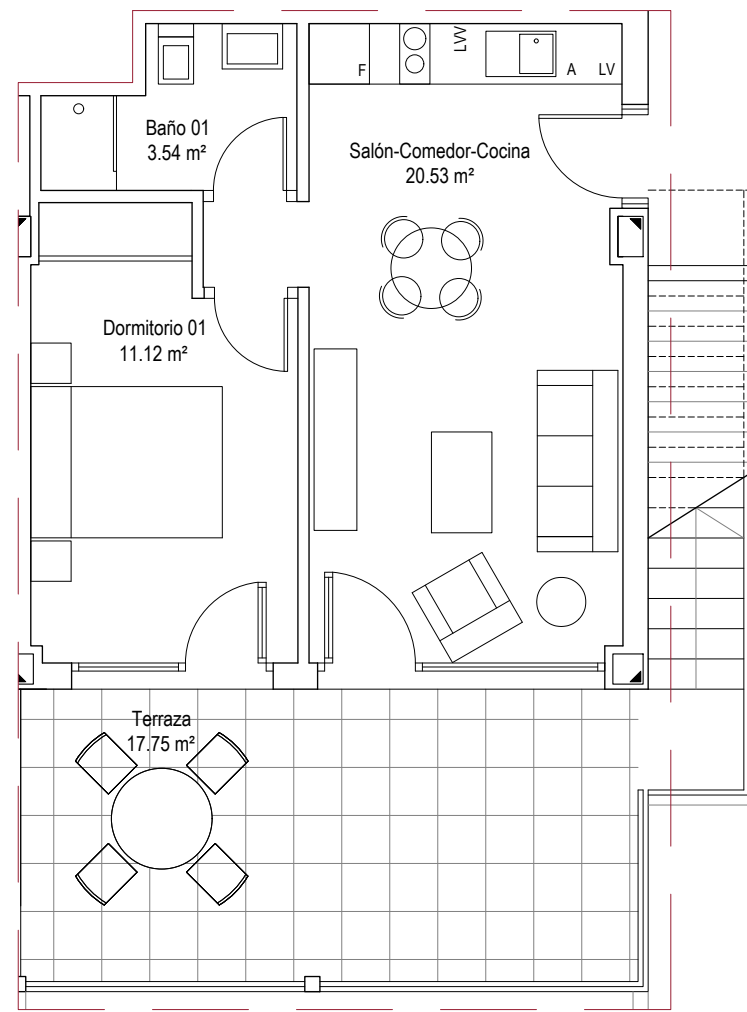 LVV
F
A LV
Baño 01
3.54 m²
Salón-Comedor-Cocina
20.53 m²
Dormitorio 01
11.12 m²
Terraza
17.75 m²